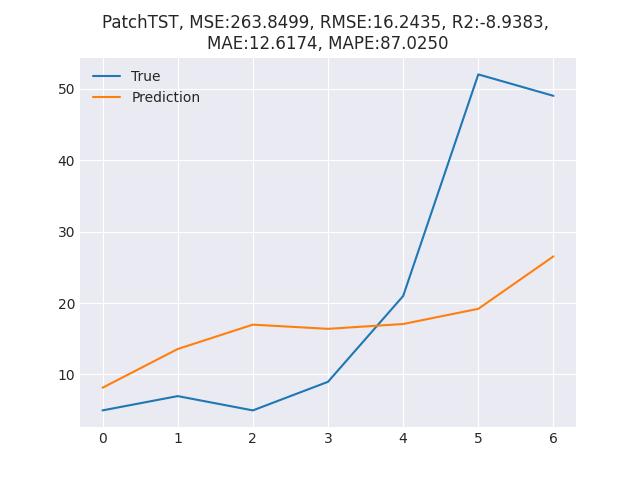 PatchTST, MSE:263.8499, RMSE:16.2435, R2:-8.9383,
MAE:12.6174, MAPE:87.0250
True
Prediction
50
40
30
20
10
0 1 2 3 4 5 6